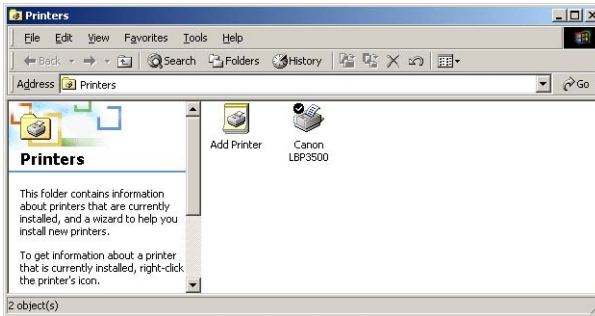 Printers
File Edit View Favorites Tools Help
Back Search Folders History
Address Printers Go
Printers
This folder contains information
about printers that are currently
installed, and a wizard to help you
install new printers.
To get information about a printer
that is currently installed, right-click
the printer's icon.
Add Printer
Canon
LBP3500
2 object(s)